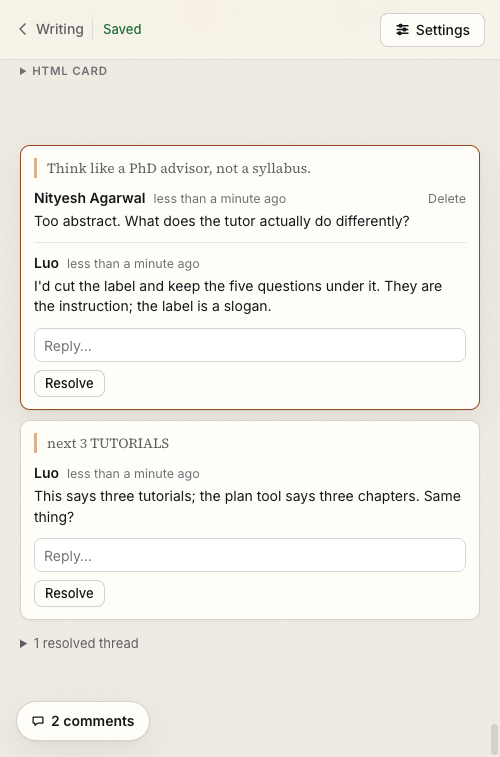 Writing
Saved
Settings
HTML CARD
Think like a PhD advisor, not a syllabus.
Nityesh Agarwal less than a minute ago Delete
Too abstract. What does the tutor actually do differently?
Luo less than a minute ago
I'd cut the label and keep the five questions under it. They are
the instruction; the label is a slogan.
Reply...
Resolve
next 3 TUTORIALS
Luo less than a minute ago
This says three tutorials; the plan tool says three chapters. Same
thing?
Reply...
Resolve
1 resolved thread
2 comments